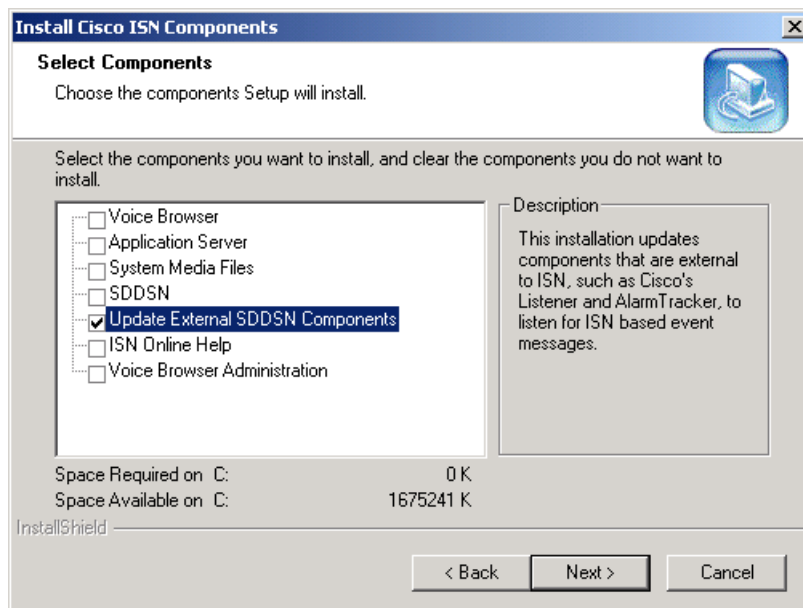 Install Cisco ISN Components
Select Components
Choose the components Setup will install.
Select the components you want to install, and clear the components you do not want to
install.
Voice Browser
Application Server
System Media Files
SDDSN
Update External SDDSN Components
ISN Online Help
Voice Browser Administration
Description
This installation updates
components that are external
to ISN, such as Cisco's
Listener and AlarmTracker, to
listen for ISN based event
messages.
Space Required on C: 0 K
Space Available on C: 1675241 K
InstallShield
< Back Next > Cancel